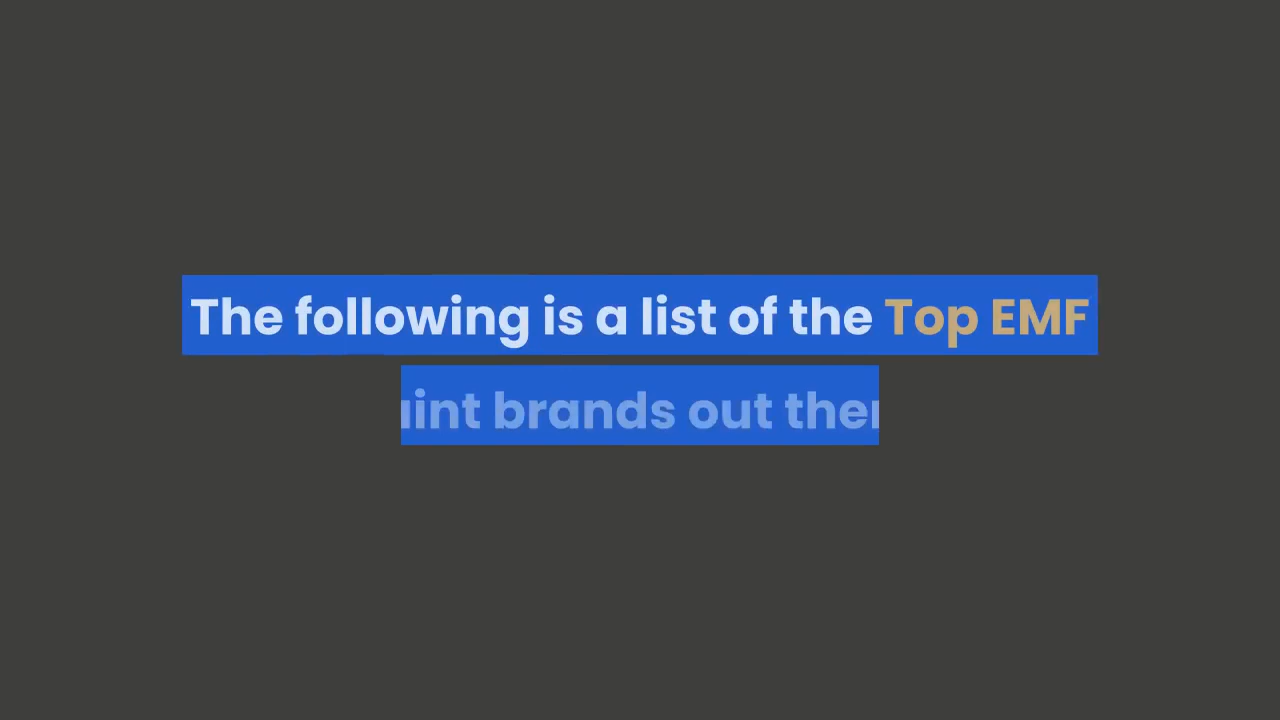 The following is a list of the Top EMF
brands out